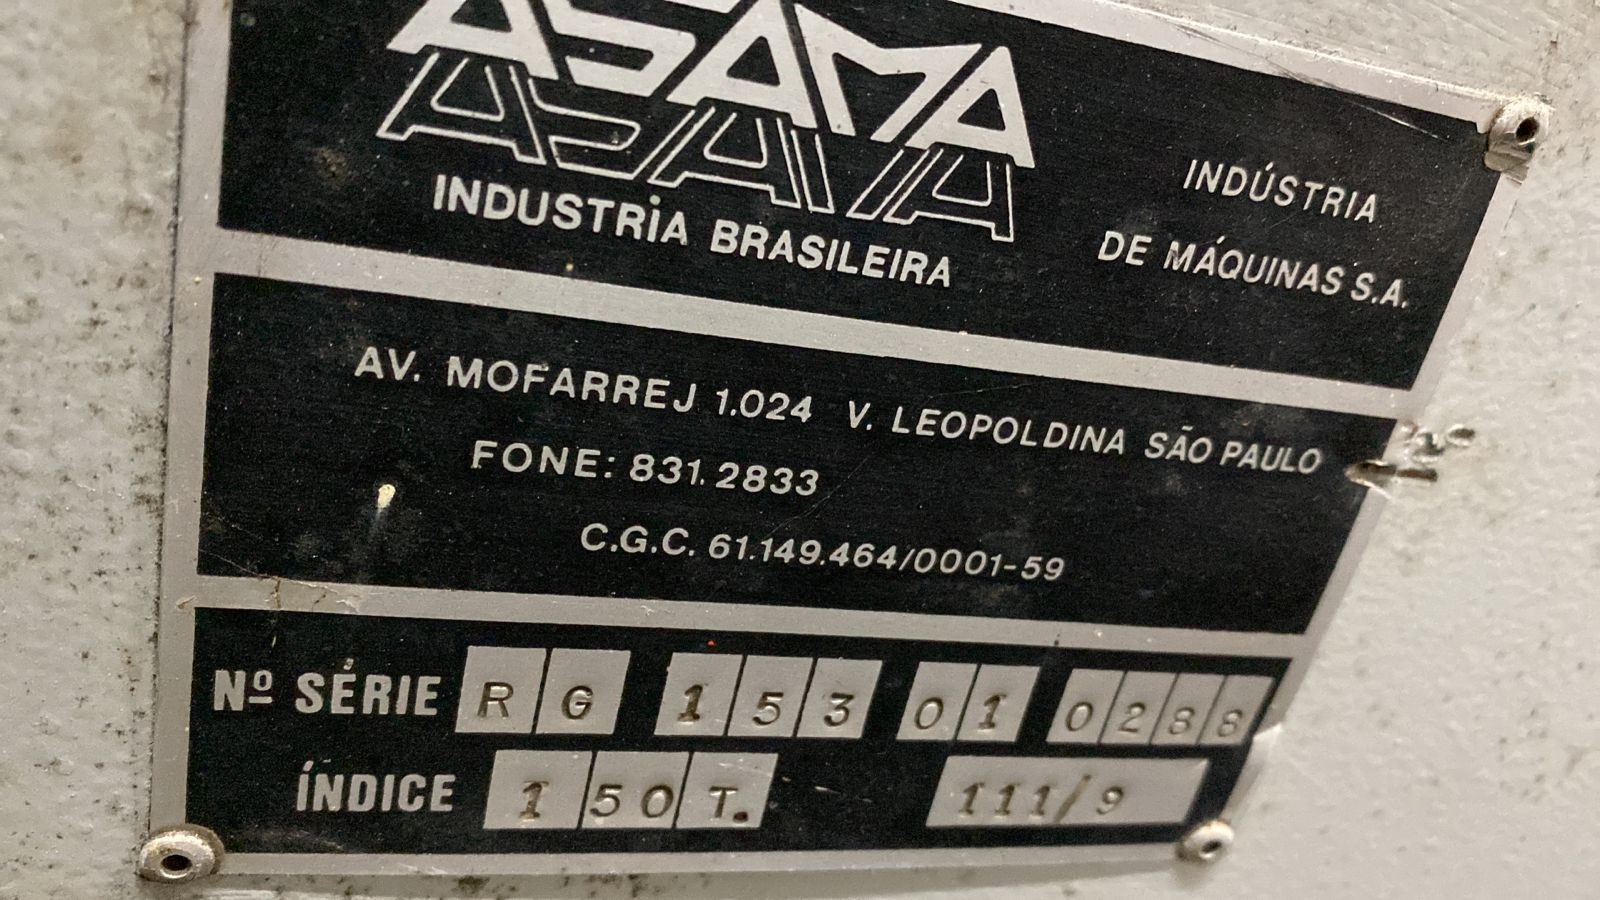 ASAMA
INDUSTRIA BRASILEIRA
INDÚSTRIA
DE MÁQUINAS S.A.
AV. MOFARREJ 1.024 V. LEOPOLDINA SÃO PAULO
FONE: 831.2833
C.G.C. 61.149.464/0001-59
Nº SÉRIE RG 153 01 0288
ÍNDICE 150T. 111/9